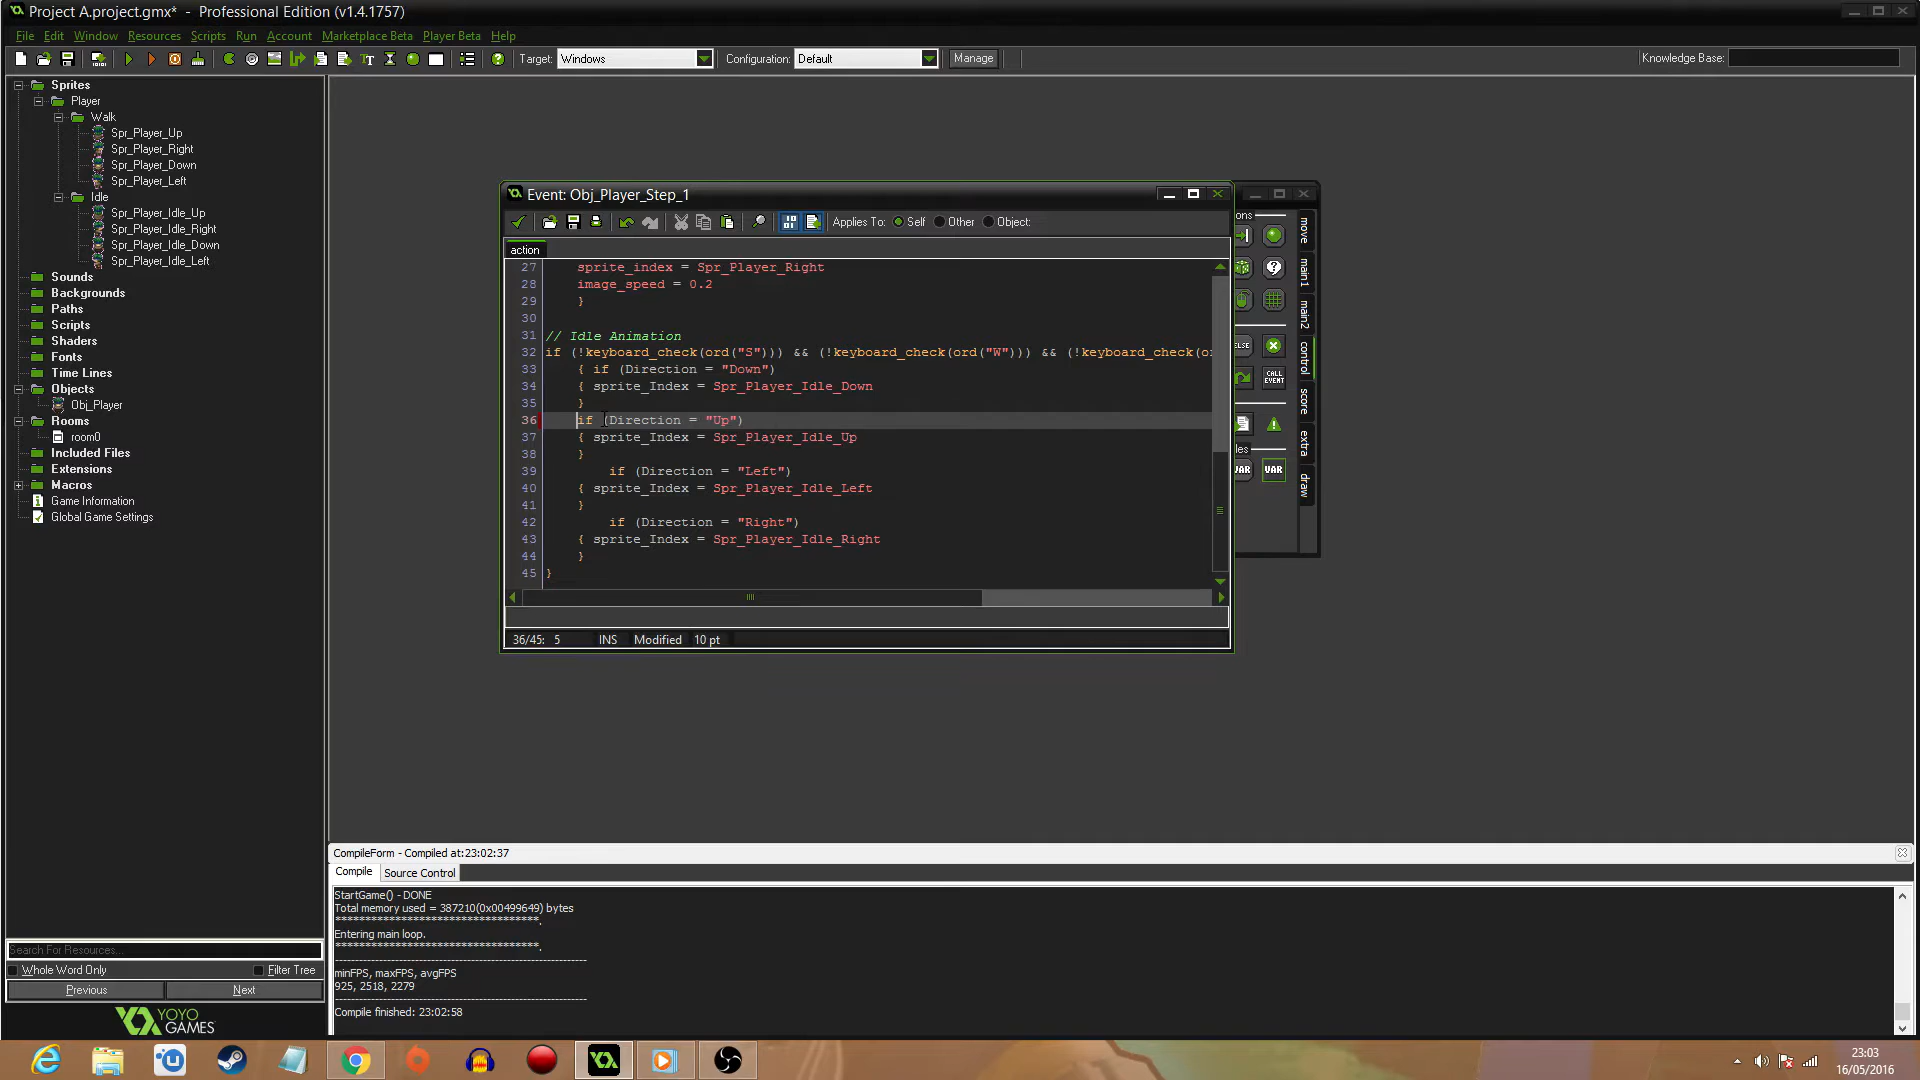 Project A.project.gmx* - Professional Edition (v1.4.1757)
File Edit Window Resources Scripts Run Account Marketplace Beta Player Beta Help
Target: Windows Configuration: Default Manage Knowledge Base:
Sprites
Player
Walk
Spr_Player_Up
Spr_Player_Right
Spr_Player_Down
Spr_Player_Left
Idle
Spr_Player_Idle_Up
Spr_Player_Idle_Right
Spr_Player_Idle_Down
Spr_Player_Idle_Left
Sounds
Backgrounds
Paths
Scripts
Shaders
Fonts
Time Lines
Objects
Obj_Player
Rooms
room0
Included Files
Extensions
Macros
Game Information
Global Game Settings
Search For Resources...
Whole Word Only Filter Tree
Previous Next
YOYO
GAMES
Event: Obj_Player_Step_1
Applies To: Self Other Object:
action
27 sprite_index = Spr_Player_Right
28 image_speed = 0.2
29 }
30
31 // Idle Animation
32 if (!keyboard_check(ord("S"))) && (!keyboard_check(ord("W"))) && (!keyboard_check(or
33 { if (Direction = "Down")
34 { sprite_Index = Spr_Player_Idle_Down
35 }
36 if (Direction = "Up")
37 { sprite_Index = Spr_Player_Idle_Up
38 }
39 if (Direction = "Left")
40 { sprite_Index = Spr_Player_Idle_Left
41 }
42 if (Direction = "Right")
43 { sprite_Index = Spr_Player_Idle_Right
44 }
45 }
36/45: 5 INS Modified 10 pt
ons
ELSE
CALL
EVENT
les
VAR VAR
move
main1
main2
control
score
extra
draw
CompileForm - Compiled at:23:02:37
Compile Source Control
StartGame() - DONE
Total memory used = 387210(0x00499649) bytes
***********************************.
Entering main loop.
***********************************.
minFPS, maxFPS, avgFPS
925, 2518, 2279
Compile finished: 23:02:58
23:03
16/05/2016